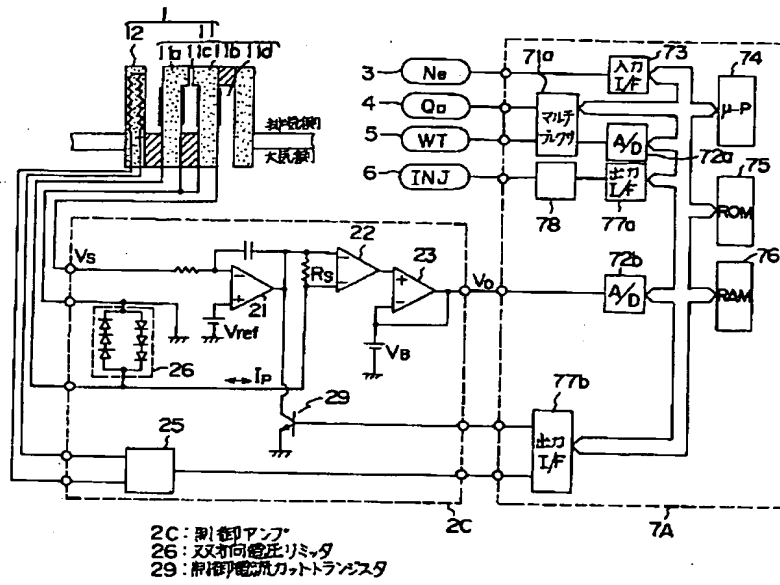 1
12
11
11a 11c 11b 11d
排気側
大気側
3
Ne
4
Qa
5
WT
6
INJ
71a
マルチ
プレクサ
73
入力
I/F
74
μ-P
A/D
72a
出力
I/F
77a
78
75
ROM
76
RAM
72b
A/D
77b
出力
I/F
7A
Vs
21
Vref
Rs
22
23
VB
Vo
26
IP
29
25
2C
2C:制御アンプ
26:双方向電圧リミッタ
29:制御電流カットトランジスタ